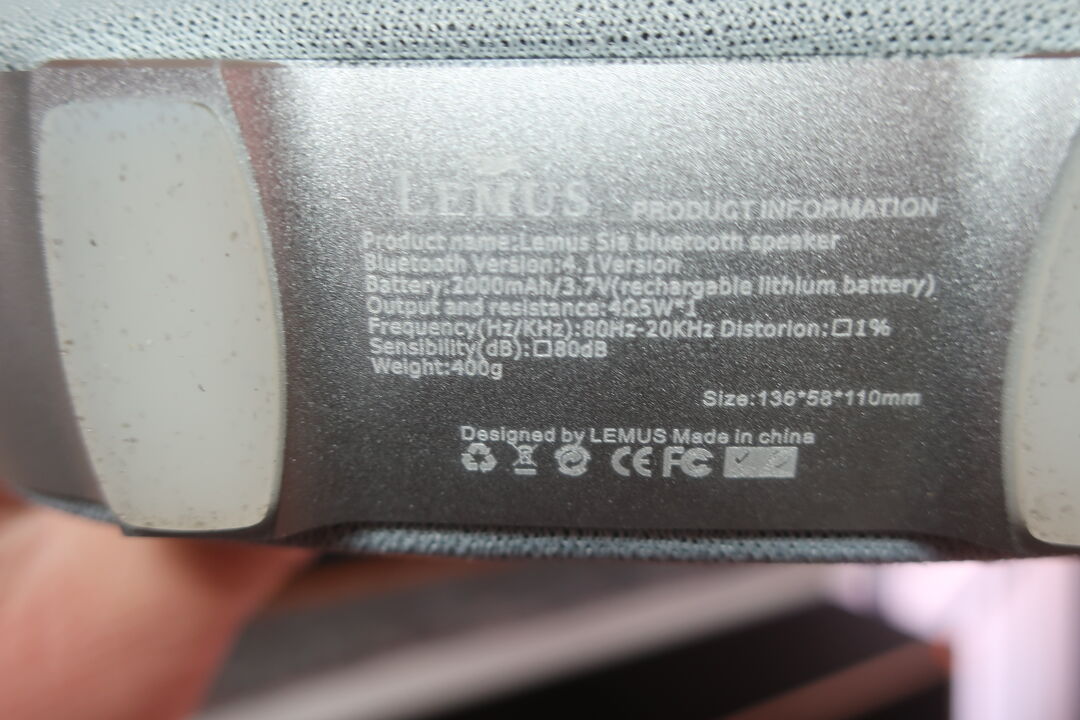 LEMUS PRODUCT INFORMATION
Product name:Lemus Sia bluetooth speaker
Bluetooth Version:4.1Version
Battery:2000mAh/3.7V(rechargable lithium battery)
Output and resistance:4Ω5W*1
Frequency(Hz/KHz):80Hz-20KHz Distorion:□1%
Sensibility(dB):□80dB
Weight:400g
Size:136*58*110mm
Designed by LEMUS Made in china
CE FC